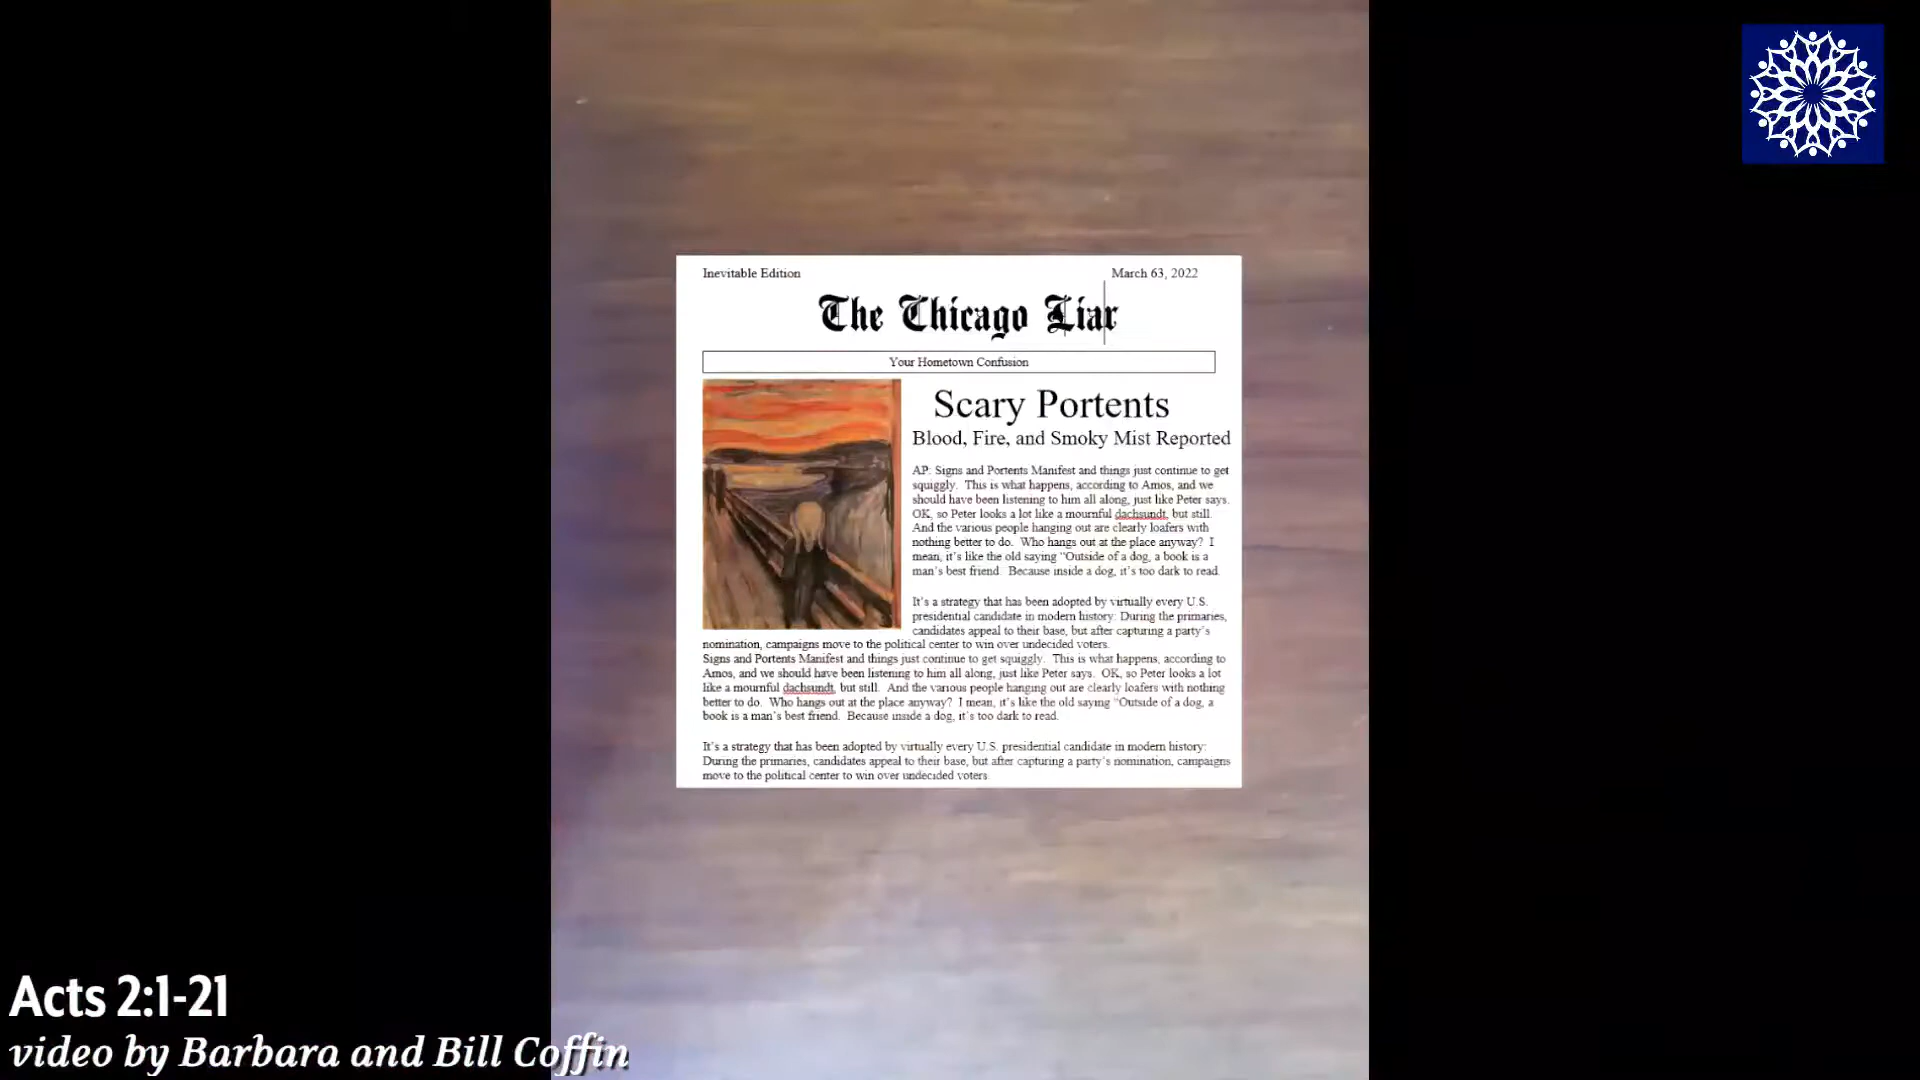 Inevitable Edition
March 63, 2022
The Chicago Liar
Your Hometown Confusion
Scary Portents
Blood, Fire, and Smoky Mist Reported
AP: Signs and Portents Manifest and things just continue to get
squiggly. This is what happens, according to Amos, and we
should have been listening to him all along, just like Peter says.
OK, so Peter looks a lot like a mournful dachsundt, but still.
And the various people hanging out are clearly loafers with
nothing better to do. Who hangs out at the place anyway? I
mean, it's like the old saying "Outside of a dog, a book is a
man's best friend. Because inside a dog, it's too dark to read.
It's a strategy that has been adopted by virtually every U.S.
presidential candidate in modern history: During the primaries,
candidates appeal to their base, but after capturing a party's
nomination, campaigns move to the political center to win over undecided voters.
Signs and Portents Manifest and things just continue to get squiggly. This is what happens, according to
Amos, and we should have been listening to him all along, just like Peter says. OK, so Peter looks a lot
like a mournful dachsundt, but still. And the various people hanging out are clearly loafers with nothing
better to do. Who hangs out at the place anyway? I mean, it's like the old saying "Outside of a dog, a
book is a man's best friend. Because inside a dog, it's too dark to read.
It's a strategy that has been adopted by virtually every U.S. presidential candidate in modern history:
During the primaries, candidates appeal to their base, but after capturing a party's nomination, campaigns
move to the political center to win over undecided voters.
Acts 2:1-21
video by Barbara and Bill Coffin